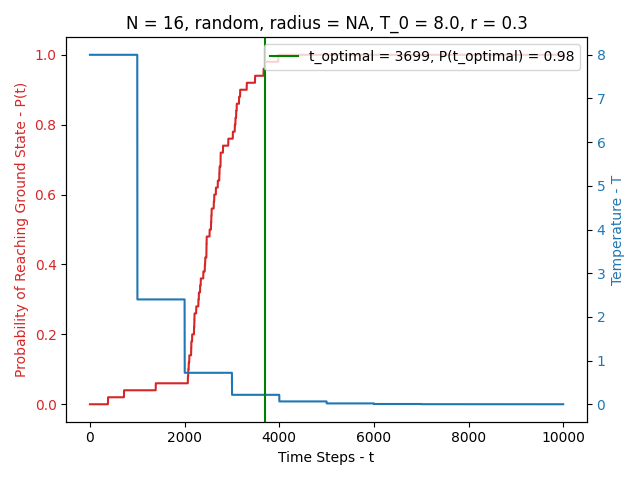 N = 16, random, radius = NA, T_0 = 8.0, r = 0.3
t_optimal = 3699, P(t_optimal) = 0.98
Probability of Reaching Ground State - P(t)
1.0
0.8
0.6
0.4
0.2
0.0
8
7
6
5
4
3
2
1
0
Temperature - T
0 2000 4000 6000 8000 10000
Time Steps - t